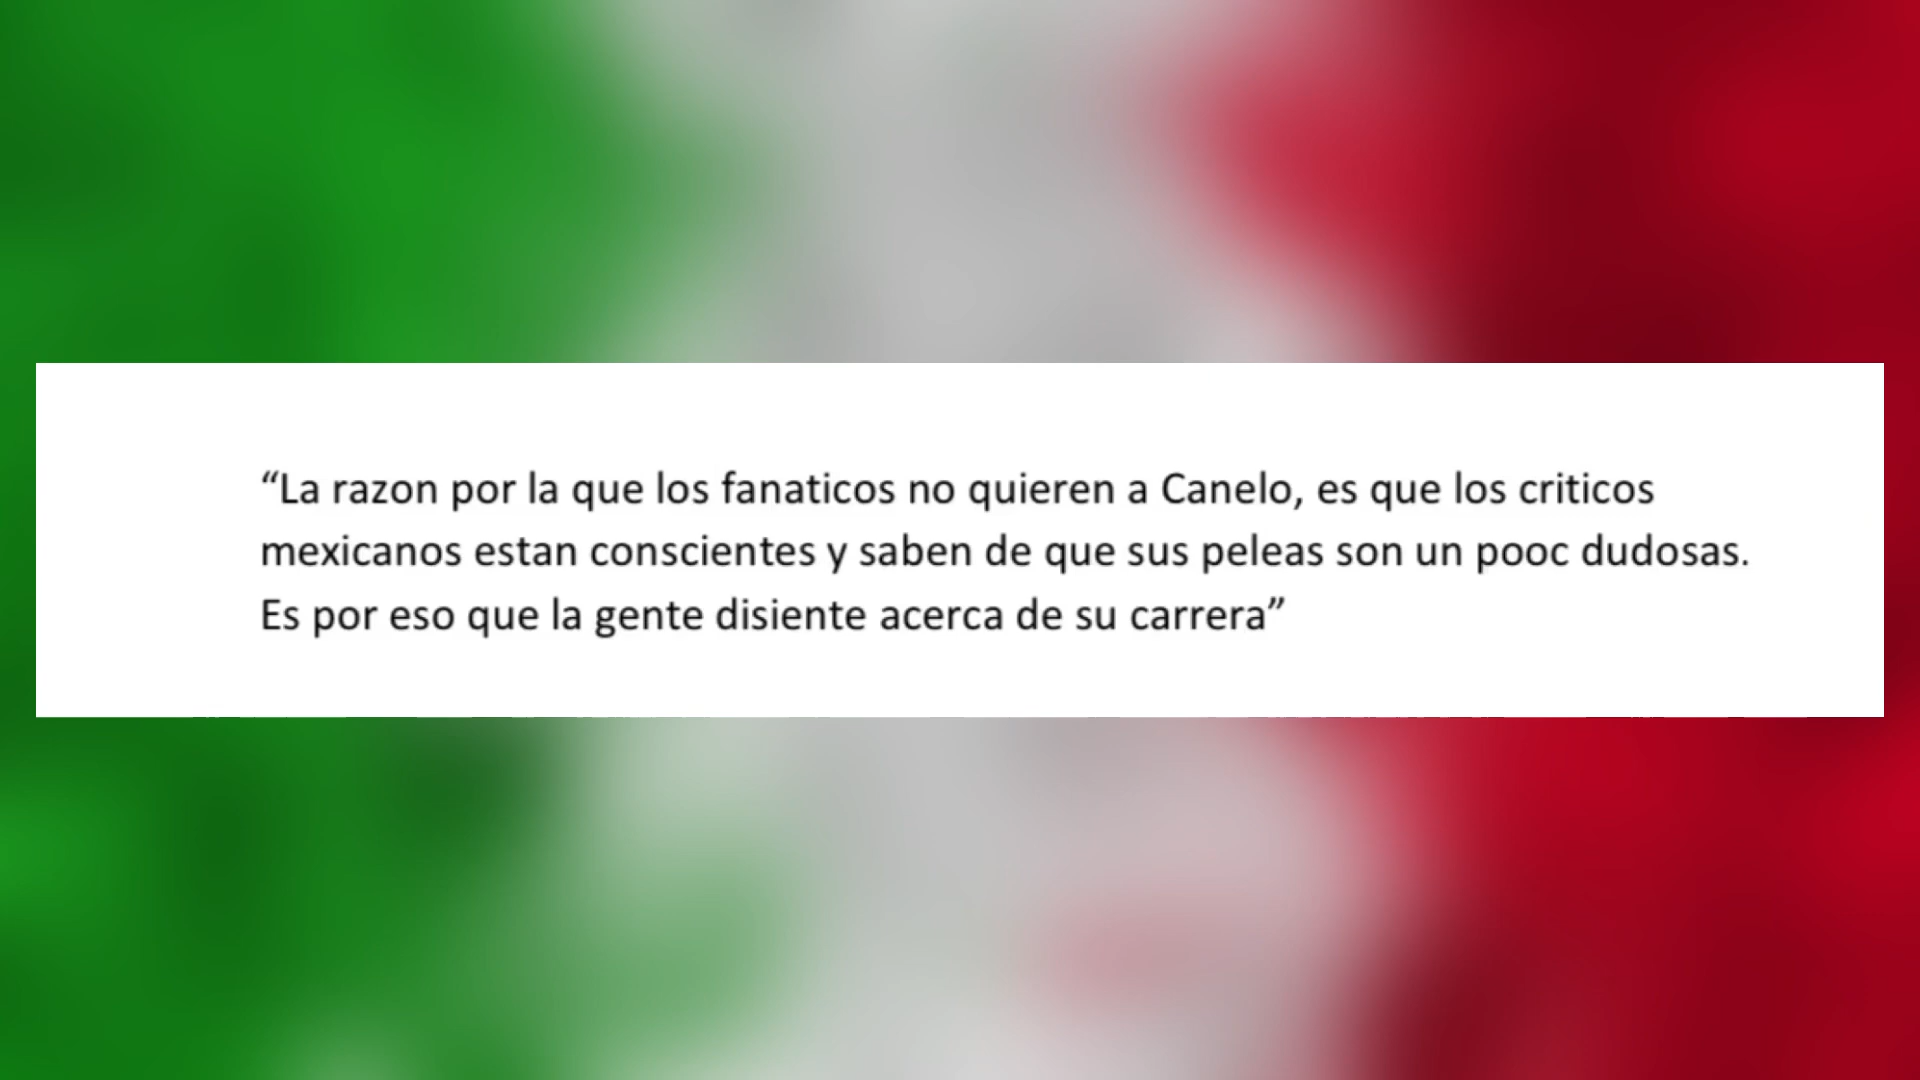 “La razon por la que los fanaticos no quieren a Canelo, es que los criticos
mexicanos estan conscientes y saben de que sus peleas son un pooc dudosas.
Es por eso que la gente disiente acerca de su carrera”